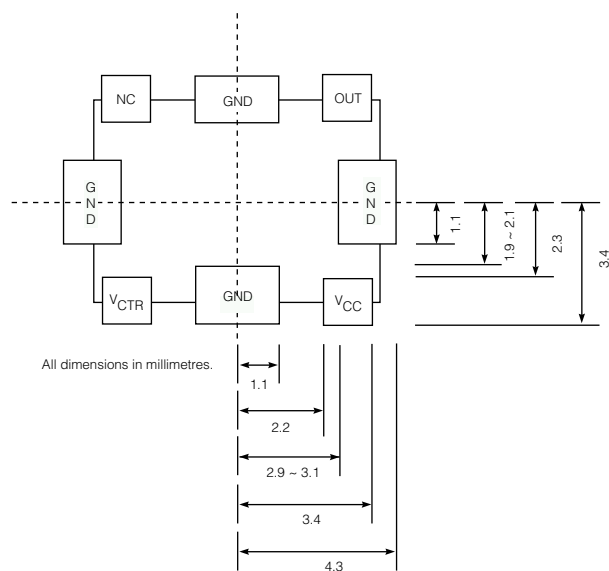 NC
GND
OUT
G
N
D
G
N
D
1.1
1.9 ~ 2.1
2.3
3.4
VCTR
GND
VCC
All dimensions in millimetres.
1.1
2.2
2.9 ~ 3.1
3.4
4.3